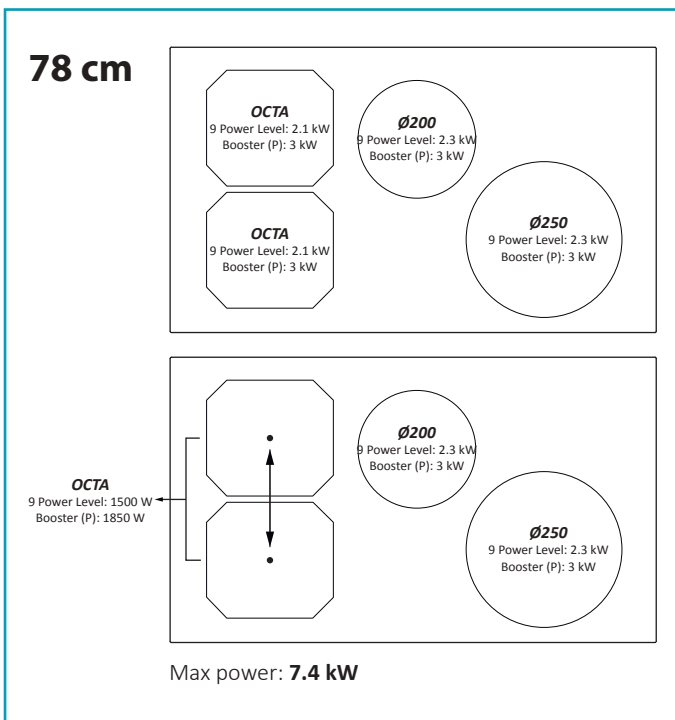 78 cm
OCTA
9 Power Level: 2.1 kW
Booster (P): 3 kW
Ø200
9 Power Level: 2.3 kW
Booster (P): 3 kW
OCTA
9 Power Level: 2.1 kW
Booster (P): 3 kW
Ø250
9 Power Level: 2.3 kW
Booster (P): 3 kW
Ø200
9 Power Level: 2.3 kW
Booster (P): 3 kW
OCTA
9 Power Level: 1500 W
Booster (P): 1850 W
Ø250
9 Power Level: 2.3 kW
Booster (P): 3 kW
Max power: 7.4 kW